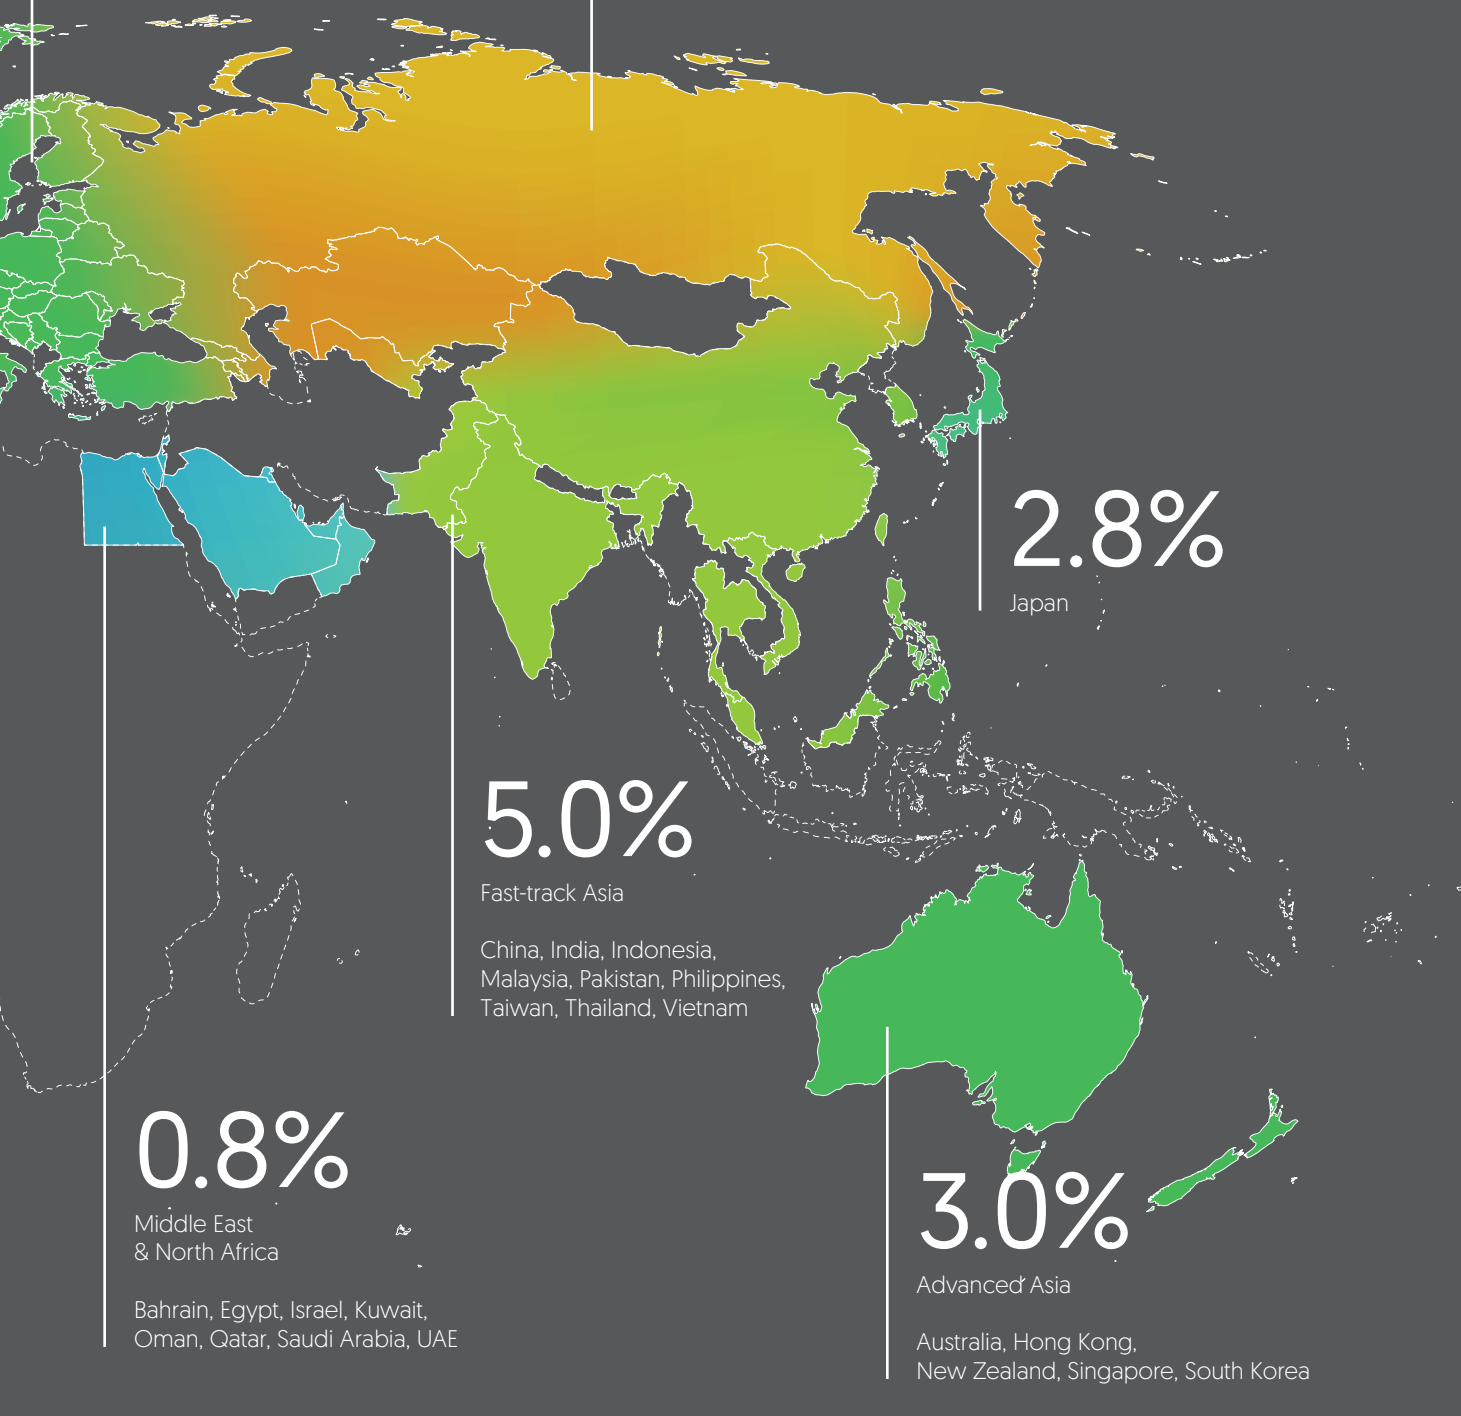 2.8%
Japan
5.0%
Fast-track Asia
China, India, Indonesia,
Malaysia, Pakistan, Philippines,
Taiwan, Thailand, Vietnam
0.8%
Middle East
& North Africa
Bahrain, Egypt, Israel, Kuwait,
Oman, Qatar, Saudi Arabia, UAE
3.0%
Advanced Asia
Australia, Hong Kong,
New Zealand, Singapore, South Korea